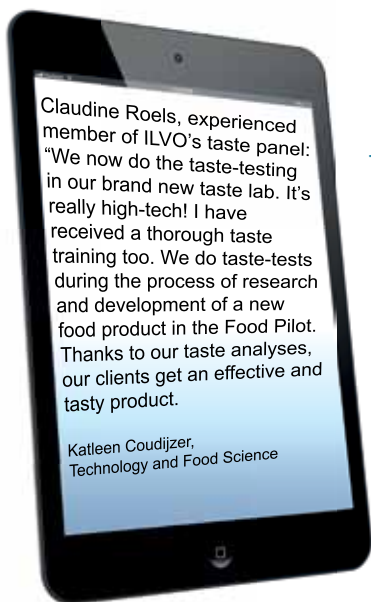 Claudine Roels, experienced
member of ILVO’s taste panel:
“We now do the taste-testing
in our brand new taste lab. It’s
really high-tech! I have
received a thorough taste
training too. We do taste-tests
during the process of research
and development of a new
food product in the Food Pilot.
Thanks to our taste analyses,
our clients get an effective and
tasty product.
Katleen Coudijzer,
Technology and Food Science